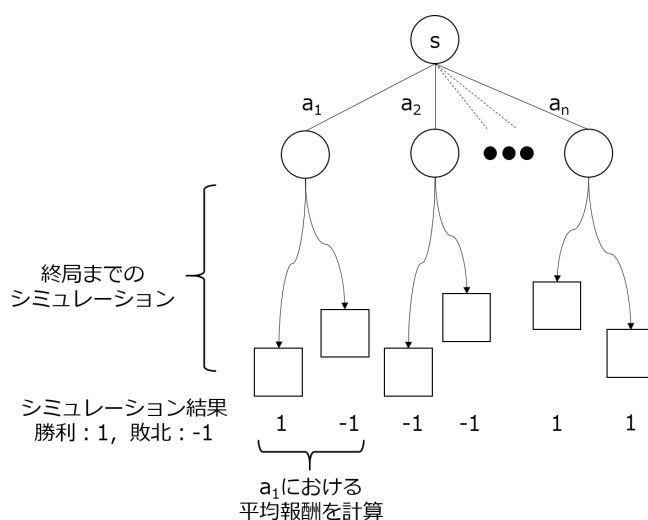 s
a1 a2 an
終局までの
シミュレーション
シミュレーション結果
勝利：1，敗北：-1
1 -1 -1 -1 1 1
a1における
平均報酬を計算